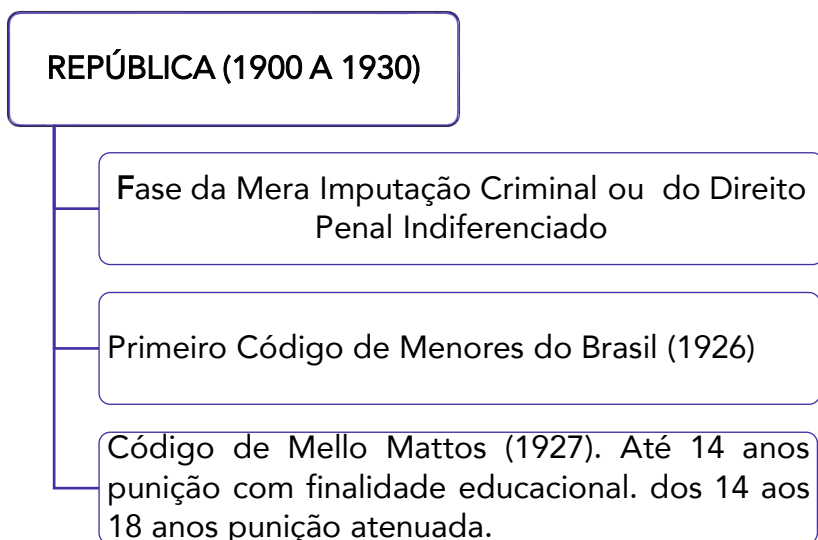 REPÚBLICA (1900 A 1930)
Fase da Mera Imputação Criminal ou do Direito
Penal Indiferenciado
Primeiro Código de Menores do Brasil (1926)
Código de Mello Mattos (1927). Até 14 anos
punição com finalidade educacional. dos 14 aos
18 anos punição atenuada.